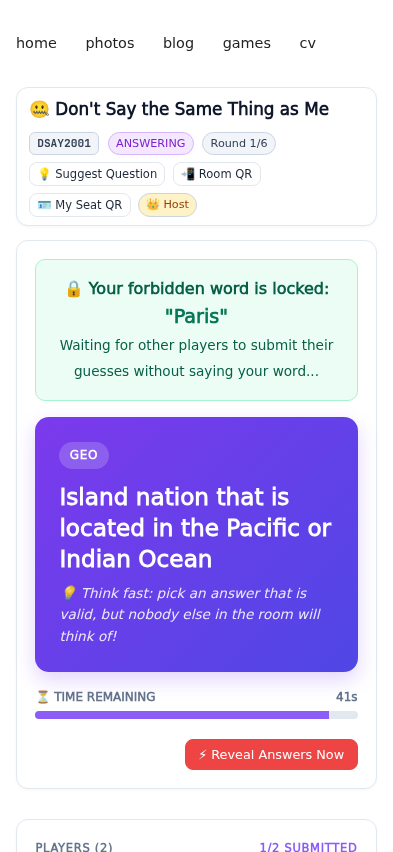 home photos blog games cv
🤐 Don't Say the Same Thing as Me
DSAY2001 ANSWERING Round 1/6
💡 Suggest Question 📲 Room QR
🪪 My Seat QR 👑 Host
🔒 Your forbidden word is locked:
"Paris"
Waiting for other players to submit their
guesses without saying your word...
GEO
Island nation that is
located in the Pacific or
Indian Ocean
💡 Think fast: pick an answer that is
valid, but nobody else in the room will
think of!
⏳ TIME REMAINING 41s
⚡ Reveal Answers Now
PLAYERS (2) 1/2 SUBMITTED